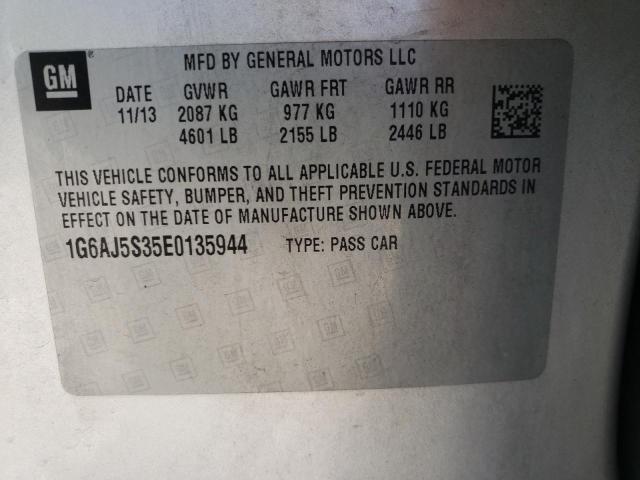 GM
MFD BY GENERAL MOTORS LLC
DATE GVWR GAWR FRT GAWR RR
11/13 2087 KG 977 KG 1110 KG
4601 LB 2155 LB 2446 LB
THIS VEHICLE CONFORMS TO ALL APPLICABLE U.S. FEDERAL MOTOR
VEHICLE SAFETY, BUMPER, AND THEFT PREVENTION STANDARDS IN
EFFECT ON THE DATE OF MANUFACTURE SHOWN ABOVE.
1G6AJ5S35E0135944 TYPE: PASS CAR